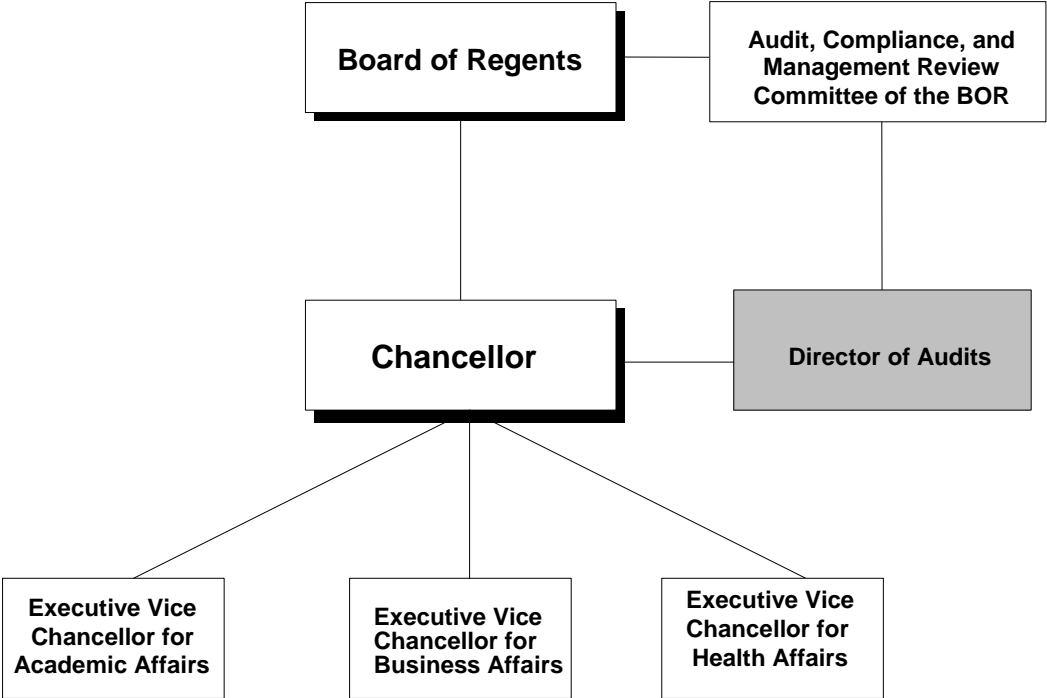 Board of Regents
Audit, Compliance, and
Management Review
Committee of the BOR
Chancellor
Director of Audits
Executive Vice
Chancellor for
Academic Affairs
Executive Vice
Chancellor for
Business Affairs
Executive Vice
Chancellor for
Health Affairs